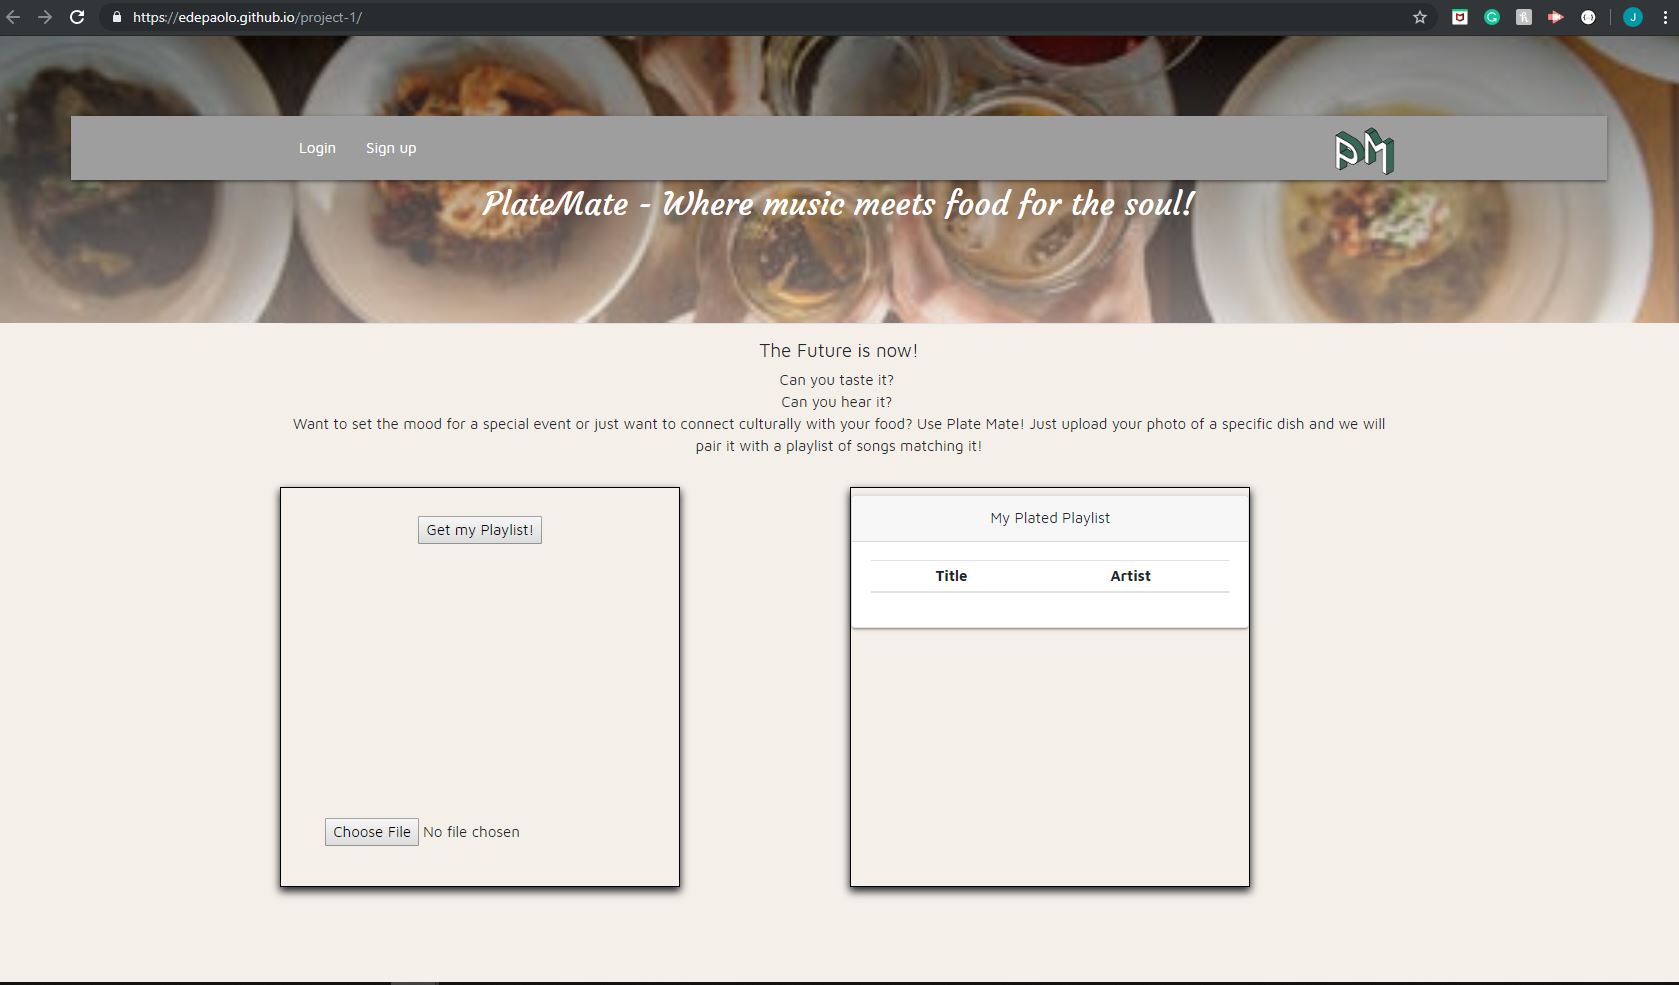 https://edepaolo.github.io/project-1/
J
Login Sign up
PM
PlateMate - Where music meets food for the soul!
The Future is now!
Can you taste it?
Can you hear it?
Want to set the mood for a special event or just want to connect culturally with your food? Use Plate Mate! Just upload your photo of a specific dish and we will
pair it with a playlist of songs matching it!
Get my Playlist!
Choose File No file chosen
My Plated Playlist
Title Artist